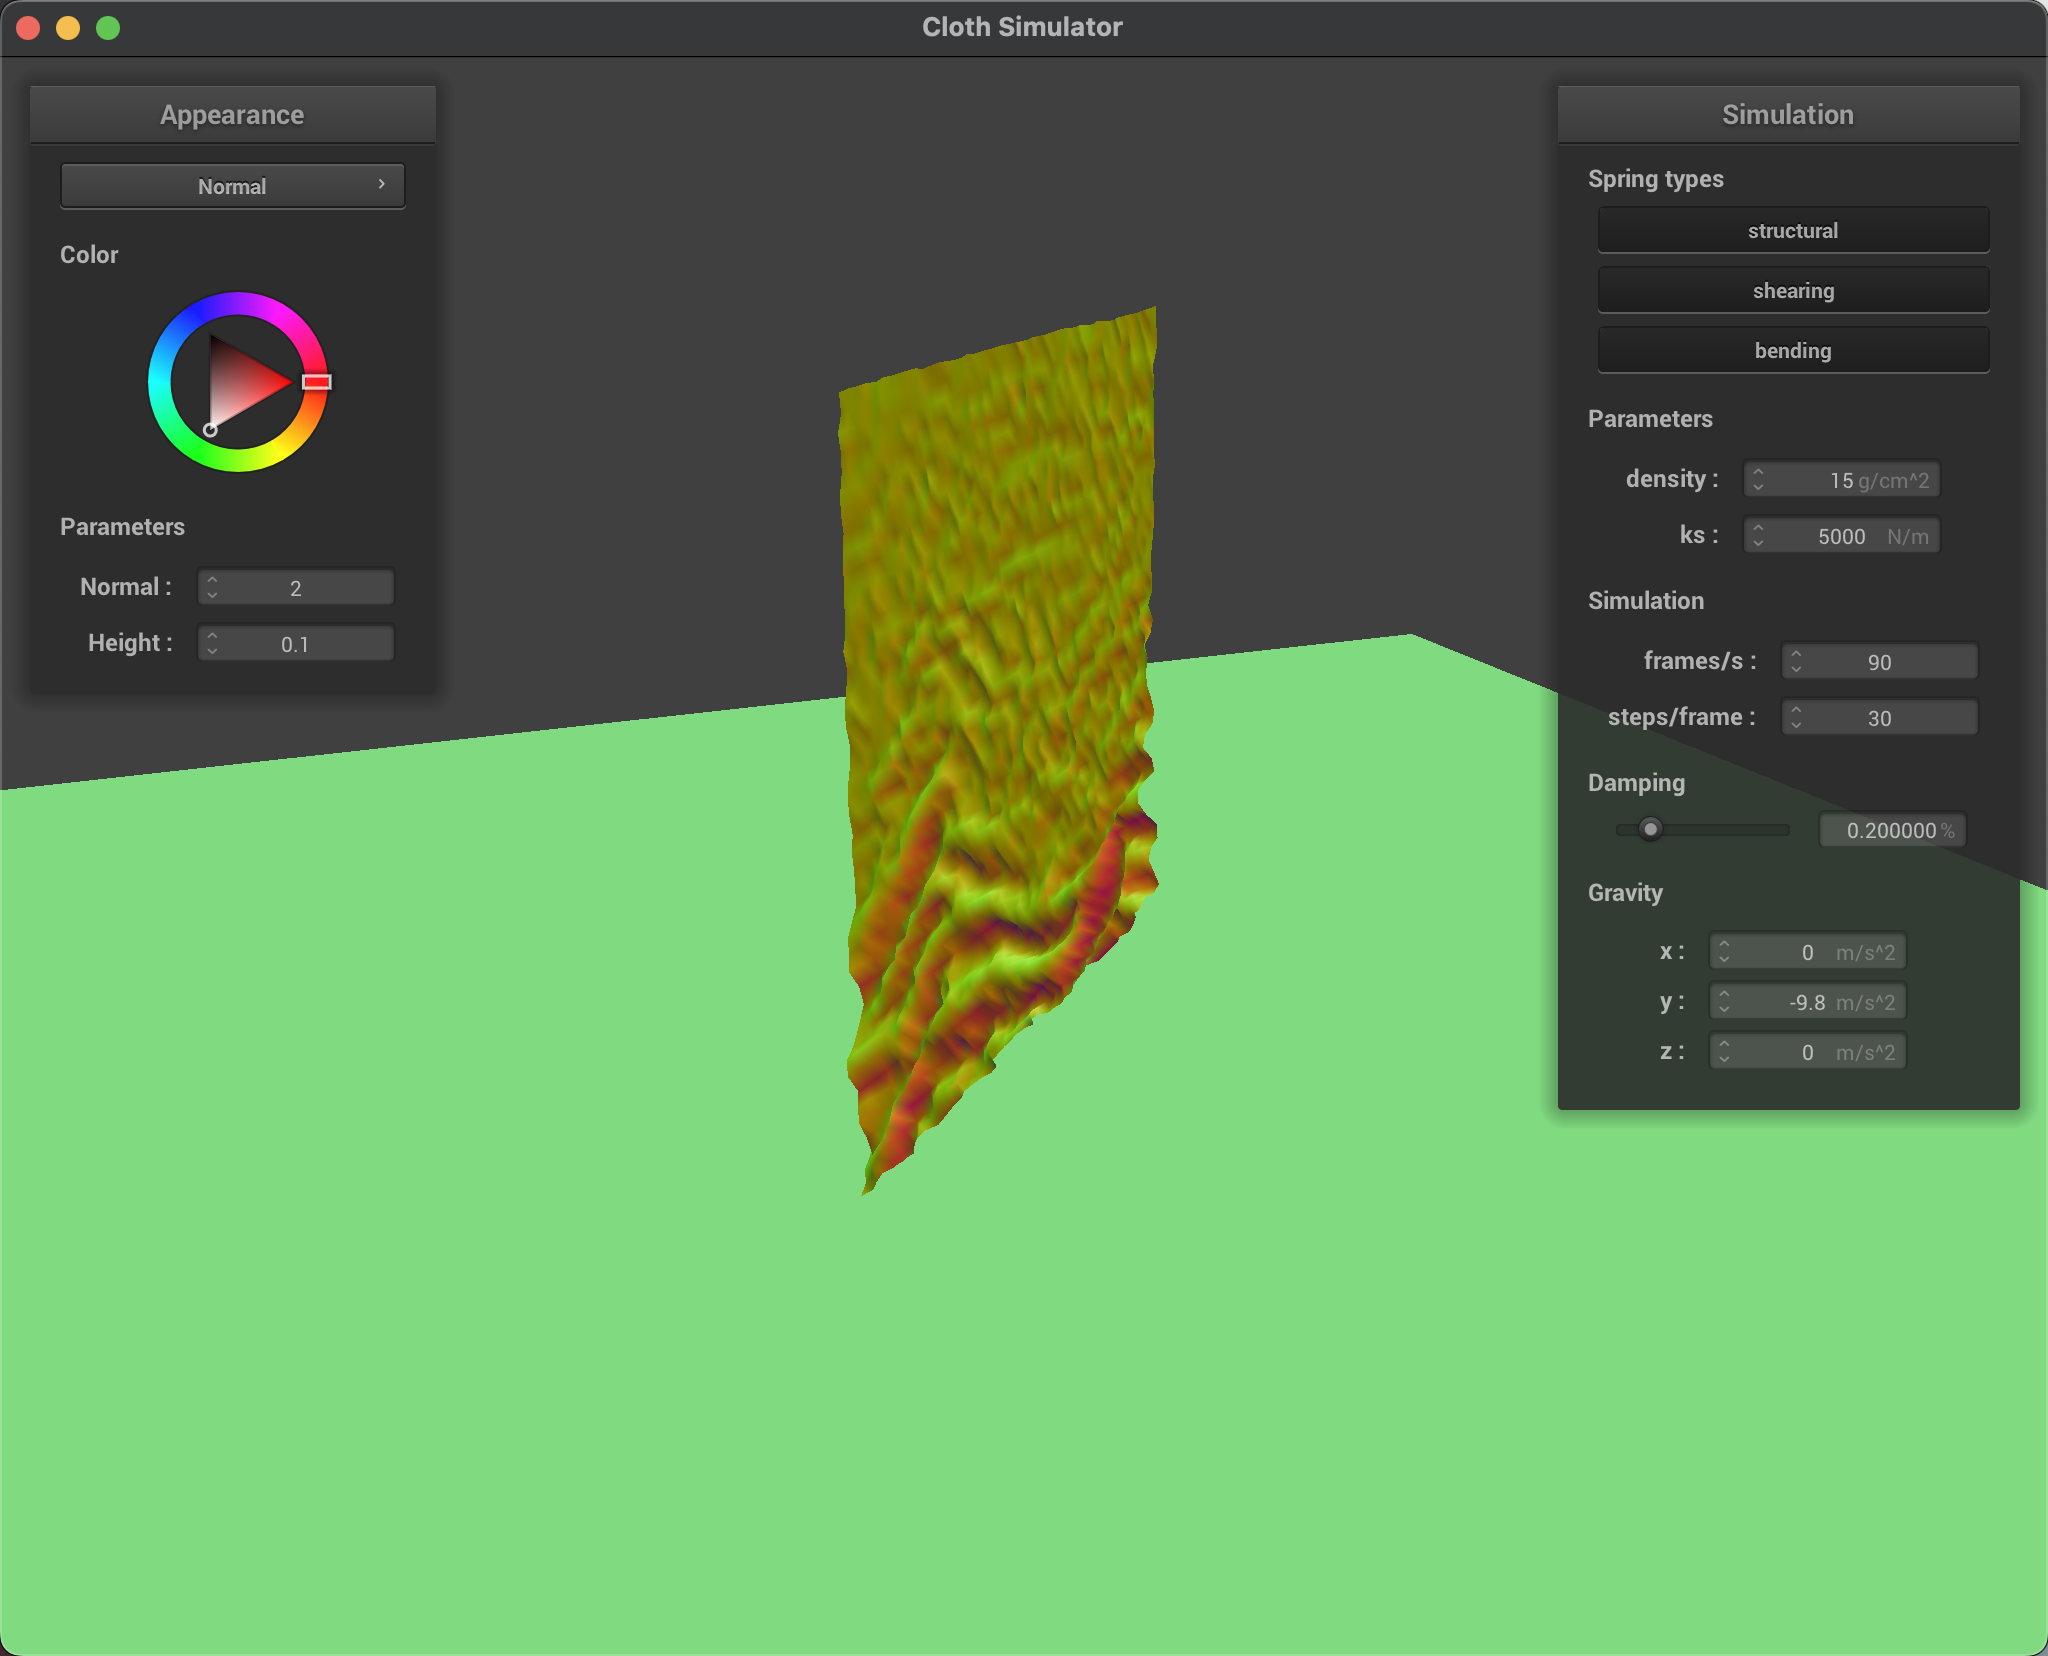 Cloth Simulator
Appearance
Normal
Color
Parameters
Normal : 2
Height : 0.1
Simulation
Spring types
structural
shearing
bending
Parameters
density : 15 g/cm^2
ks : 5000 N/m
Simulation
frames/s : 90
steps/frame : 30
Damping
0.200000 %
Gravity
x : 0 m/s^2
y : -9.8 m/s^2
z : 0 m/s^2